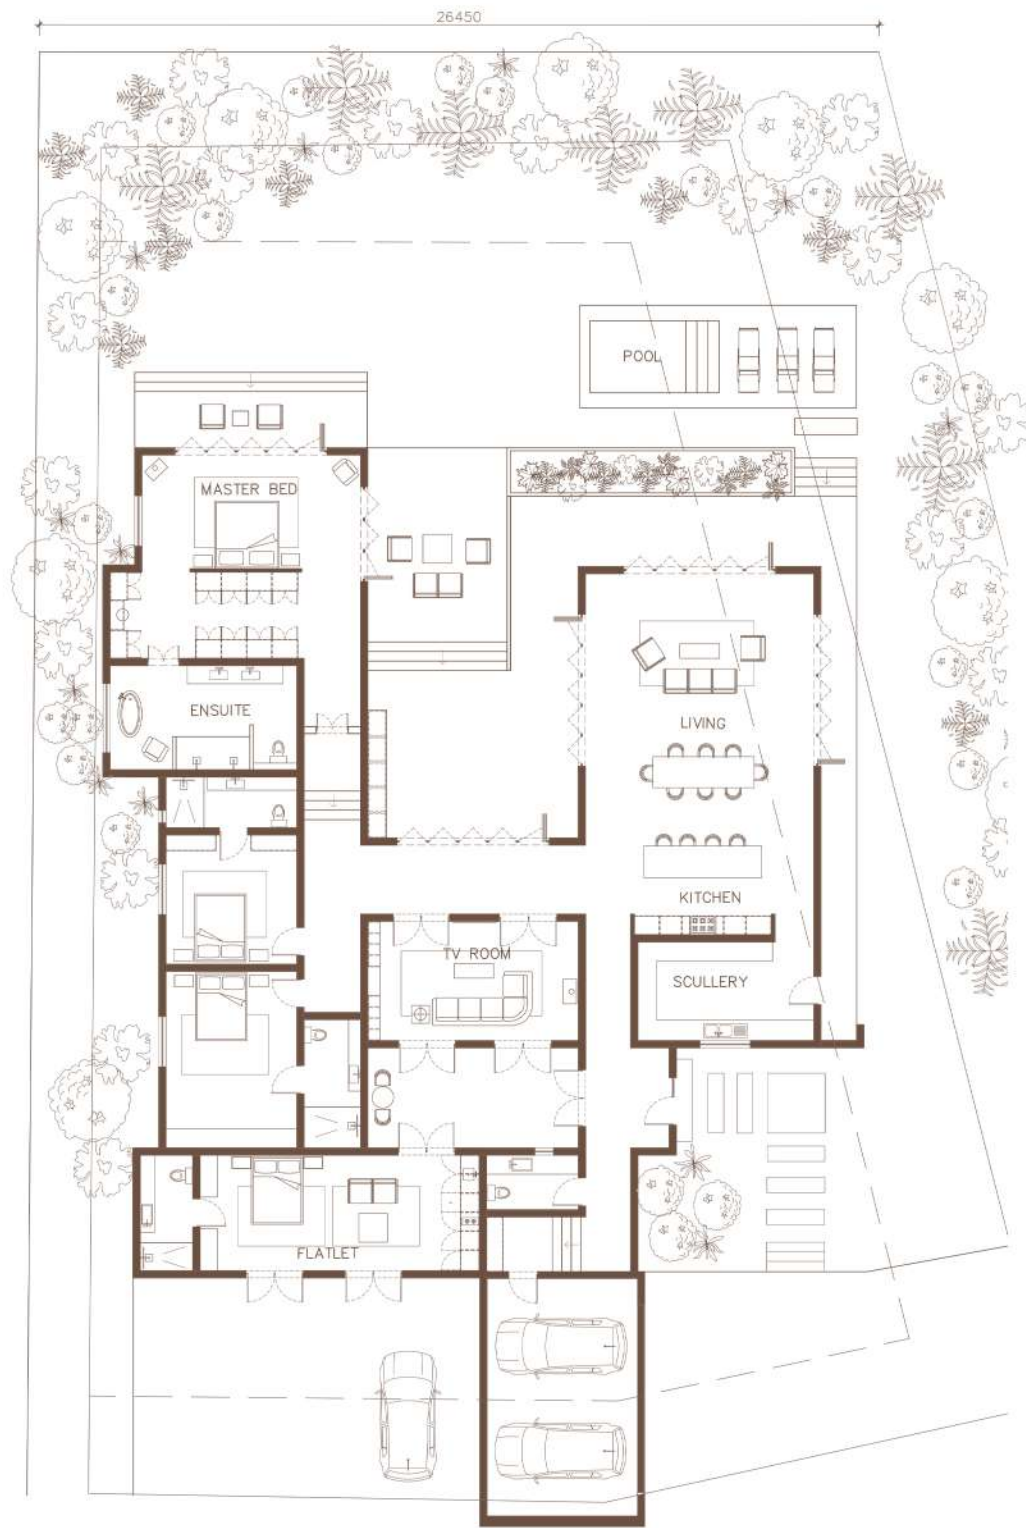 26450
POOL
MASTER BED
ENSUITE
LIVING
KITCHEN
TV ROOM
SCULLERY
FLATLET